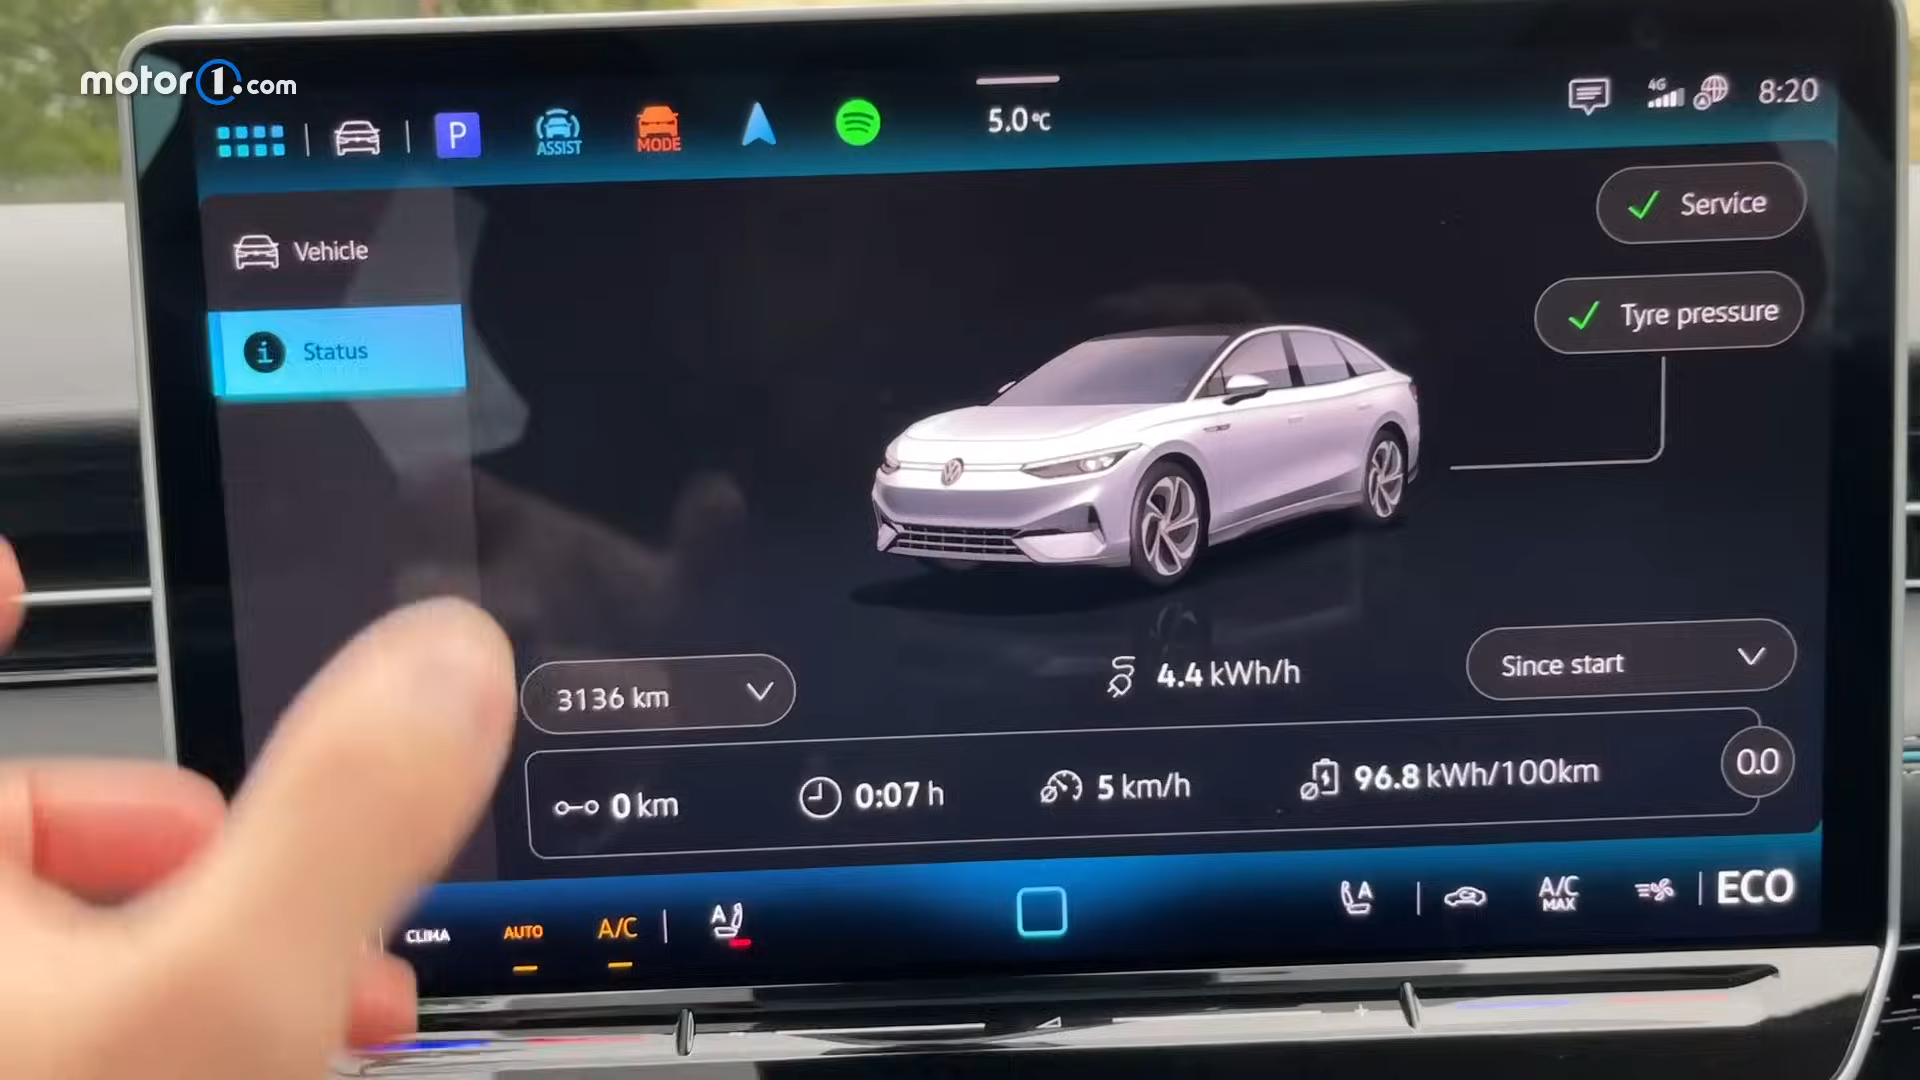 motor1.com
P
ASSIST
MODE
5.0°C
4G
8:20
Vehicle
Status
Service
Tyre pressure
3136 km
4.4 kWh/h
Since start
0 km
0:07 h
5 km/h
96.8 kWh/100km
0.0
CLIMA
AUTO
A/C
A
A
A/C
MAX
ECO